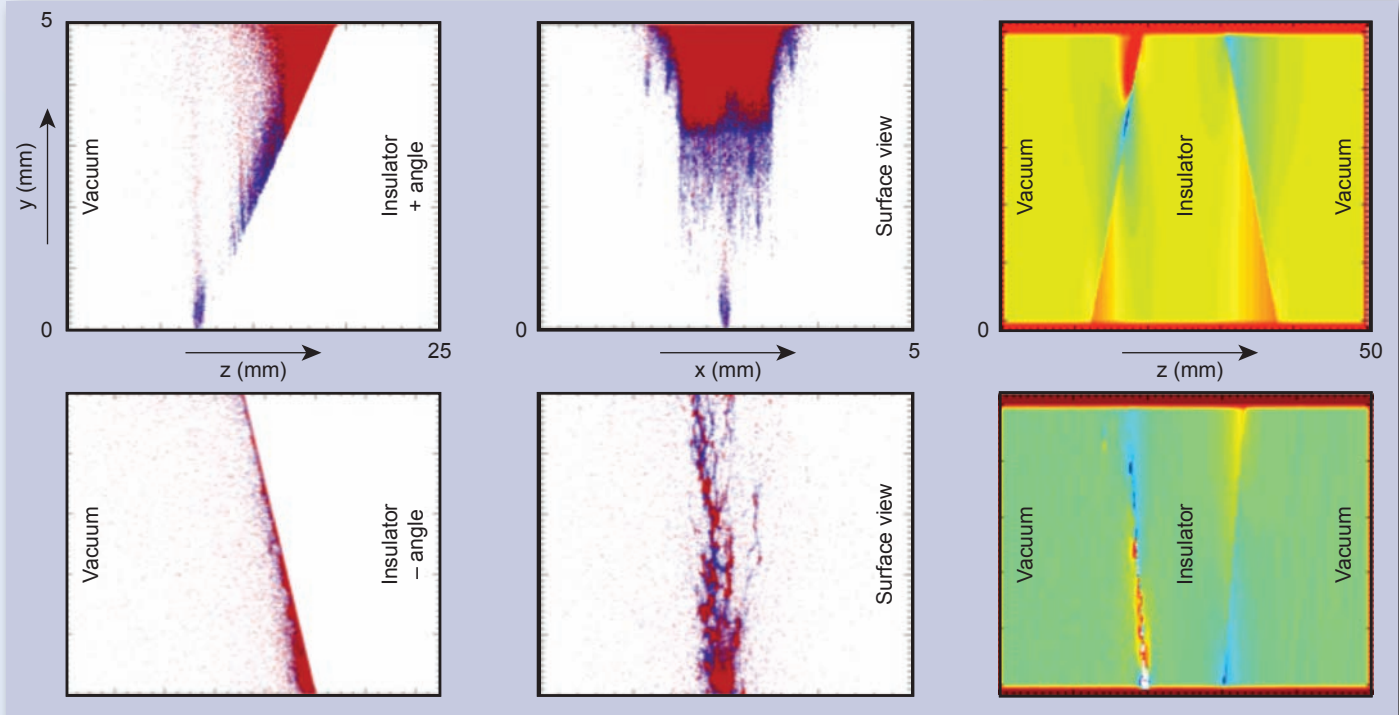 5
y (mm)
0
Vacuum
Insulator
+ angle
z (mm)
25
0
Surface view
x (mm)
5
0
Vacuum
Insulator
Vacuum
z (mm)
50
Vacuum
Insulator
– angle
Surface view
Vacuum
Insulator
Vacuum